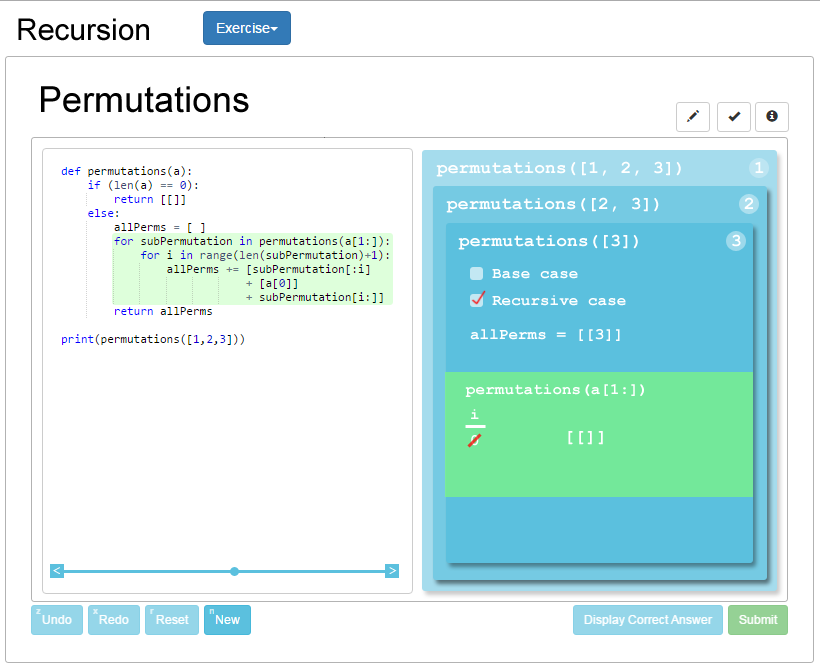 Recursion
Exercise
Permutations
def permutations(a):
if (len(a) == 0):
return [[]]
else:
allPerms = [ ]
for subPermutation in permutations(a[1:]):
for i in range(len(subPermutation)+1):
allPerms += [subPermutation[:i]
+ [a[0]]
+ subPermutation[i:]]
return allPerms
print(permutations([1,2,3]))
< >
permutations([1, 2, 3]) 1
permutations([2, 3]) 2
permutations([3]) 3
Base case
Recursive case
allPerms = [[3]]
permutations(a[1:])
i
[[]]
z Undo
x Redo
r Reset
n New
Display Correct Answer
Submit